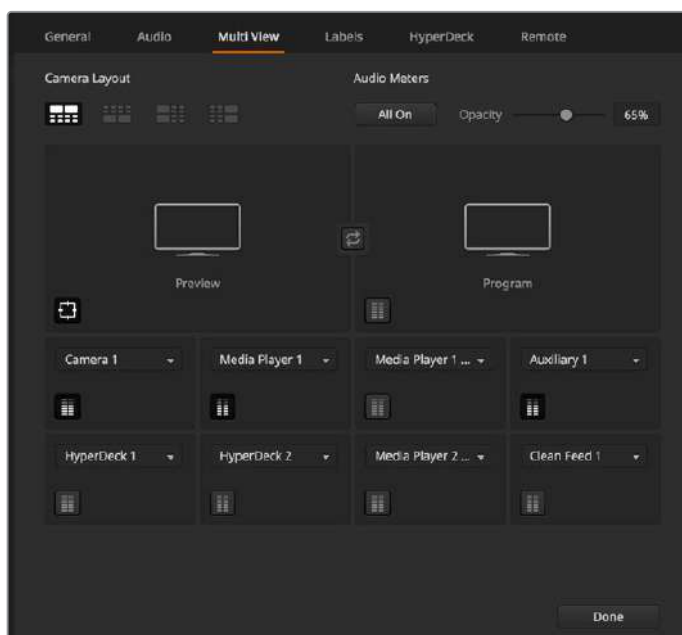 General Audio Multi View Labels HyperDeck Remote
Camera Layout Audio Meters
All On Opacity 65%
Preview Program
Camera 1 Media Player 1 Media Player 1 ... Auxiliary 1
HyperDeck 1 HyperDeck 2 Media Player 2 ... Clean Feed 1
Done